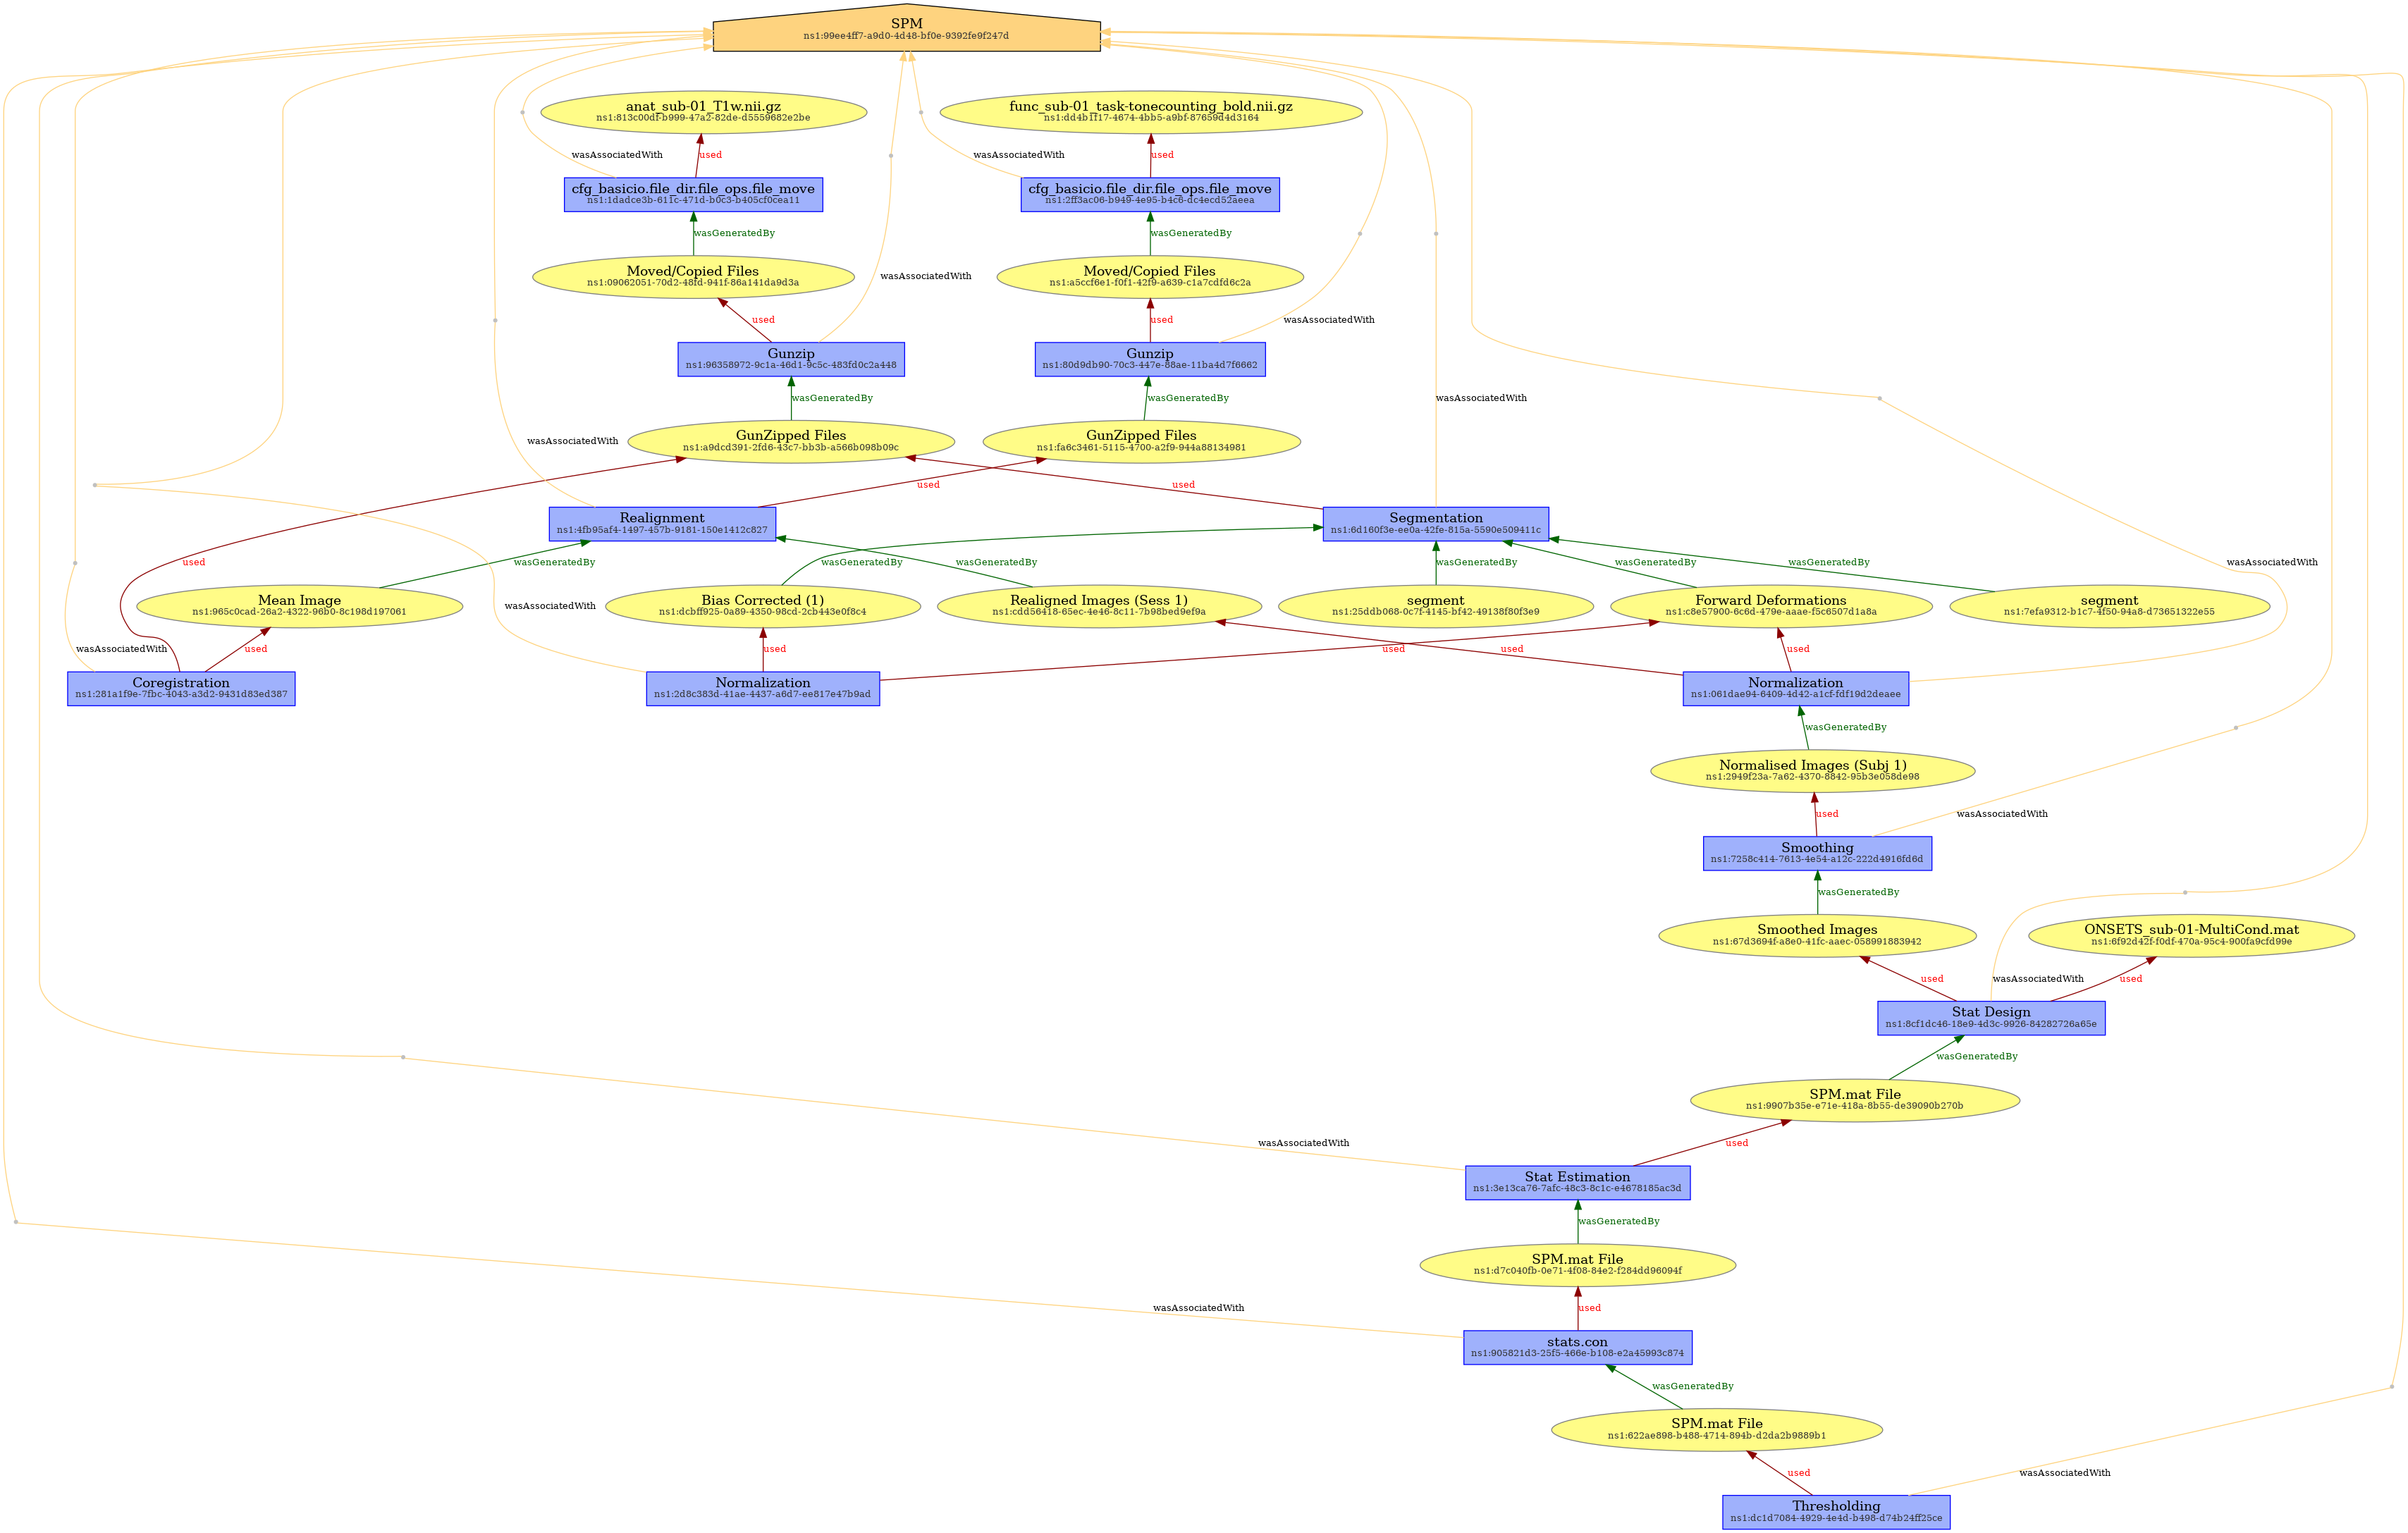 SPM
ns1:99ee4ff7-a9d0-4d48-bf0e-9392fe9f247d
anat_sub-01_T1w.nii.gz
ns1:813c00df-b999-47a2-82de-d5559682e2be
func_sub-01_task-tonecounting_bold.nii.gz
ns1:dd4b1f17-4674-4bb5-a9bf-87659d4d3164
wasAssociatedWith
used
wasAssociatedWith
used
cfg_basicio.file_dir.file_ops.file_move
ns1:1dadce3b-611c-471d-b0c3-b405cf0cea11
cfg_basicio.file_dir.file_ops.file_move
ns1:2ff3ac06-b949-4e95-b4c6-dc4ecd52aeea
wasGeneratedBy
wasGeneratedBy
Moved/Copied Files
ns1:09062051-70d2-48fd-941f-86a141da9d3a
wasAssociatedWith
Moved/Copied Files
ns1:a5ccf6e1-f0f1-42f9-a639-c1a7cdfd6c2a
used
used
wasAssociatedWith
Gunzip
ns1:96358972-9c1a-46d1-9c5c-483fd0c2a448
Gunzip
ns1:80d9db90-70c3-447e-88ae-11ba4d7f6662
wasGeneratedBy
wasGeneratedBy
wasAssociatedWith
wasAssociatedWith
GunZipped Files
ns1:a9dcd391-2fd6-43c7-bb3b-a566b098b09c
GunZipped Files
ns1:fa6c3461-5115-4700-a2f9-944a88134981
used
used
Realignment
ns1:4fb95af4-1497-457b-9181-150e1412c827
Segmentation
ns1:6d160f3e-ee0a-42fe-815a-5590e509411c
used
wasGeneratedBy
wasGeneratedBy
wasGeneratedBy
wasGeneratedBy
wasGeneratedBy
wasGeneratedBy
wasAssociatedWith
Mean Image
ns1:965c0cad-26a2-4322-96b0-8c198d197061
wasAssociatedWith
Bias Corrected (1)
ns1:dcbff925-0a89-4350-98cd-2cb443e0f8c4
Realigned Images (Sess 1)
ns1:cdd56418-65ec-4e46-8c11-7b98bed9ef9a
segment
ns1:25ddb068-0c7f-4145-bf42-49138f80f3e9
Forward Deformations
ns1:c8e57900-6c6d-479e-aaae-f5c6507d1a8a
segment
ns1:7efa9312-b1c7-4f50-94a8-d73651322e55
wasAssociatedWith
used
used
used
used
used
Coregistration
ns1:281a1f9e-7fbc-4043-a3d2-9431d83ed387
Normalization
ns1:2d8c383d-41ae-4437-a6d7-ee817e47b9ad
Normalization
ns1:061dae94-6409-4d42-a1cf-fdf19d2deaee
wasGeneratedBy
Normalised Images (Subj 1)
ns1:2949f23a-7a62-4370-8842-95b3e058de98
used
wasAssociatedWith
Smoothing
ns1:7258c414-7613-4e54-a12c-222d4916fd6d
wasGeneratedBy
Smoothed Images
ns1:67d3694f-a8e0-41fc-aaec-058991883942
ONSETS_sub-01-MultiCond.mat
ns1:6f92d42f-f0df-470a-95c4-900fa9cfd99e
used
wasAssociatedWith
used
Stat Design
ns1:8cf1dc46-18e9-4d3c-9926-84282726a65e
wasGeneratedBy
SPM.mat File
ns1:9907b35e-e71e-418a-8b55-de39090b270b
wasAssociatedWith
used
Stat Estimation
ns1:3e13ca76-7afc-48c3-8c1c-e4678185ac3d
wasGeneratedBy
SPM.mat File
ns1:d7c040fb-0e71-4f08-84e2-f284dd96094f
wasAssociatedWith
used
stats.con
ns1:905821d3-25f5-466e-b108-e2a45993c874
wasGeneratedBy
SPM.mat File
ns1:622ae898-b488-4714-894b-d2da2b9889b1
used
wasAssociatedWith
Thresholding
ns1:dc1d7084-4929-4e4d-b498-d74b24ff25ce